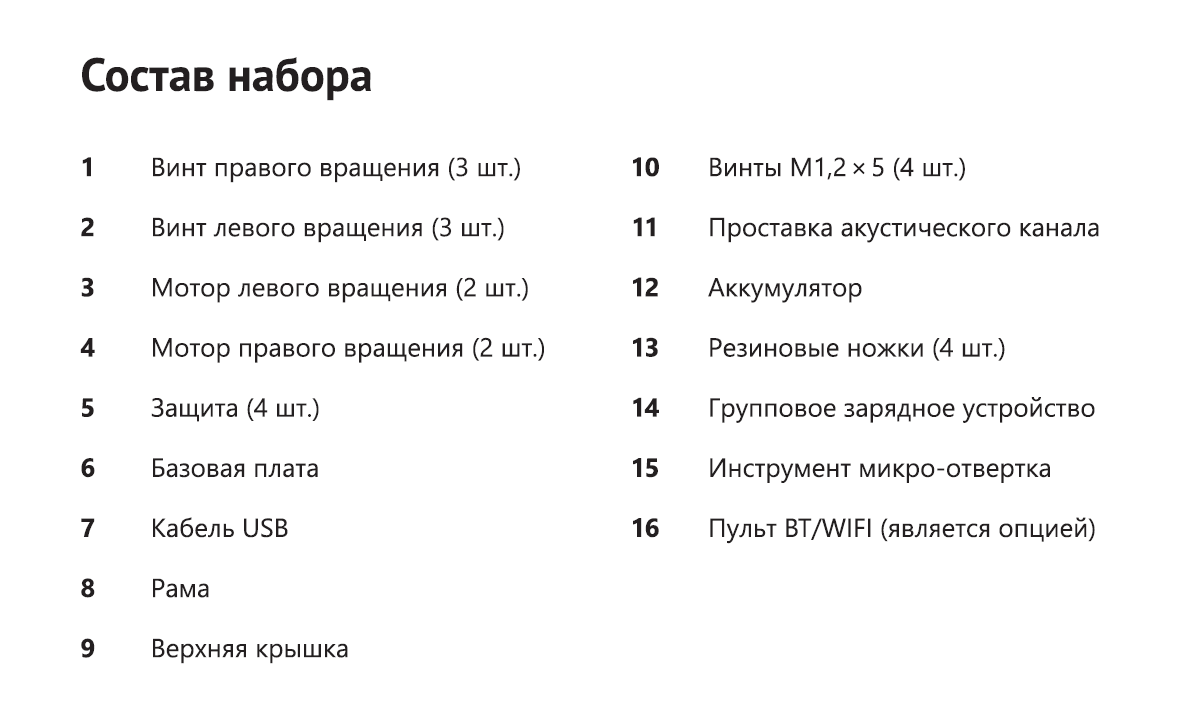 Состав набора
1 Винт правого вращения (3 шт.)
2 Винт левого вращения (3 шт.)
3 Мотор левого вращения (2 шт.)
4 Мотор правого вращения (2 шт.)
5 Защита (4 шт.)
6 Базовая плата
7 Кабель USB
8 Рама
9 Верхняя крышка
10 Винты М1,2 × 5 (4 шт.)
11 Проставка акустического канала
12 Аккумулятор
13 Резиновые ножки (4 шт.)
14 Групповое зарядное устройство
15 Инструмент микро-отвертка
16 Пульт BT/WIFI (является опцией)